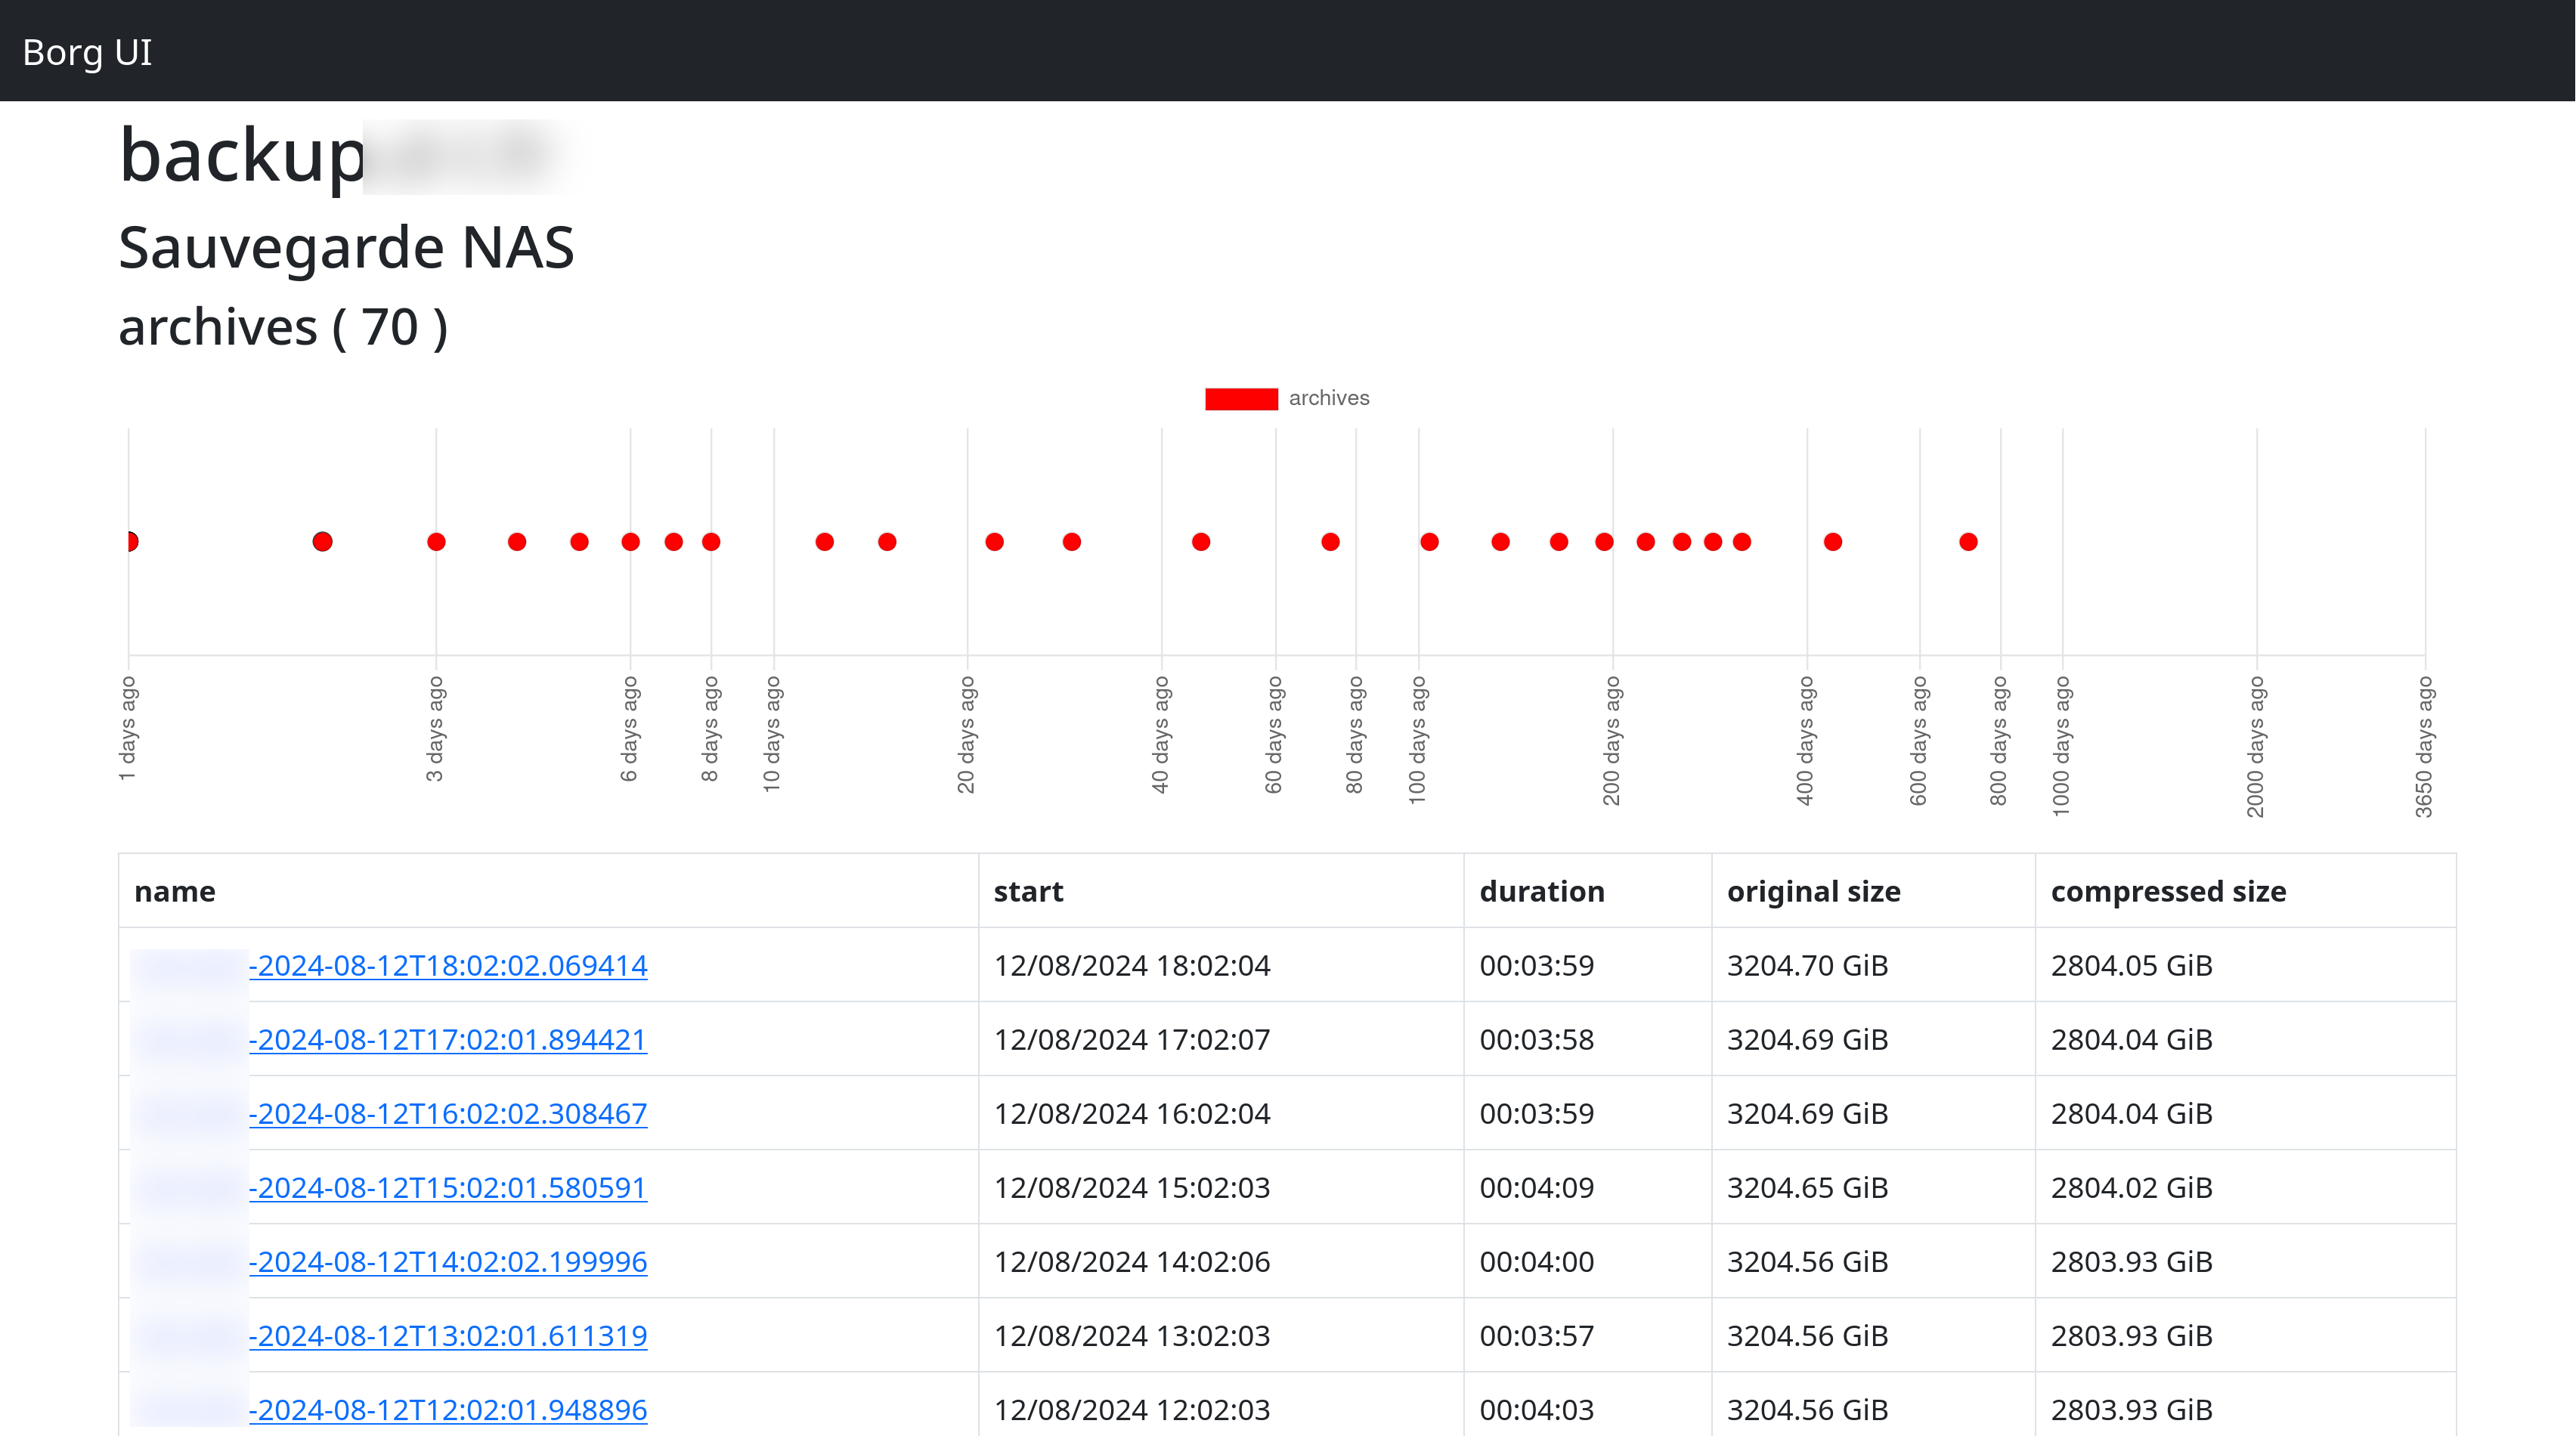 Borg UI
backup
Sauvegarde NAS
archives ( 70 )
archives
1 days ago
3 days ago
6 days ago
8 days ago
10 days ago
20 days ago
40 days ago
60 days ago
80 days ago
100 days ago
200 days ago
400 days ago
600 days ago
800 days ago
1000 days ago
2000 days ago
3650 days ago
name start duration original size compressed size
-2024-08-12T18:02:02.069414 12/08/2024 18:02:04 00:03:59 3204.70 GiB 2804.05 GiB
-2024-08-12T17:02:01.894421 12/08/2024 17:02:07 00:03:58 3204.69 GiB 2804.04 GiB
-2024-08-12T16:02:02.308467 12/08/2024 16:02:04 00:03:59 3204.69 GiB 2804.04 GiB
-2024-08-12T15:02:01.580591 12/08/2024 15:02:03 00:04:09 3204.65 GiB 2804.02 GiB
-2024-08-12T14:02:02.199996 12/08/2024 14:02:06 00:04:00 3204.56 GiB 2803.93 GiB
-2024-08-12T13:02:01.611319 12/08/2024 13:02:03 00:03:57 3204.56 GiB 2803.93 GiB
-2024-08-12T12:02:01.948896 12/08/2024 12:02:03 00:04:03 3204.56 GiB 2803.93 GiB